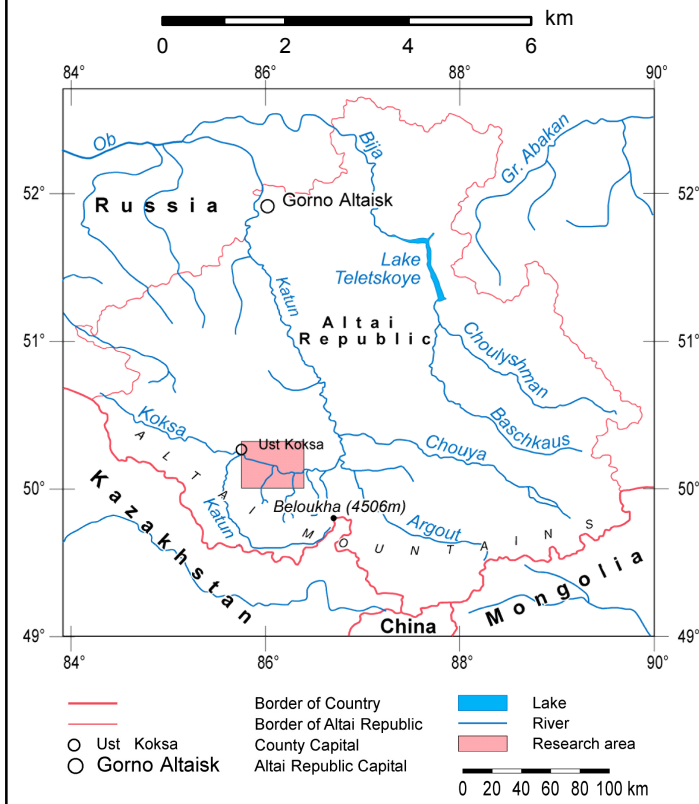 km
0 2 4 6
84° 86° 88° 90°
Ob
Bija
Gr. Abakan
52° 52°
Russia
Gorno Altaisk
Lake
Teletskoye
Katun
Altai
Republic
51° 51°
Choulyshman
Koksa
Baschkaus
Ust Koksa
Chouya
ALTAI MOUNTAINS
50° 50°
Kazakhstan
Katun
Beloukha (4506m)
Argout
Mongolia
China
49° 49°
84° 86° 88° 90°
Border of Country
Lake
Border of Altai Republic
River
Ust Koksa
County Capital
Research area
Gorno Altaisk
Altai Republic Capital
0 20 40 60 80 100 km